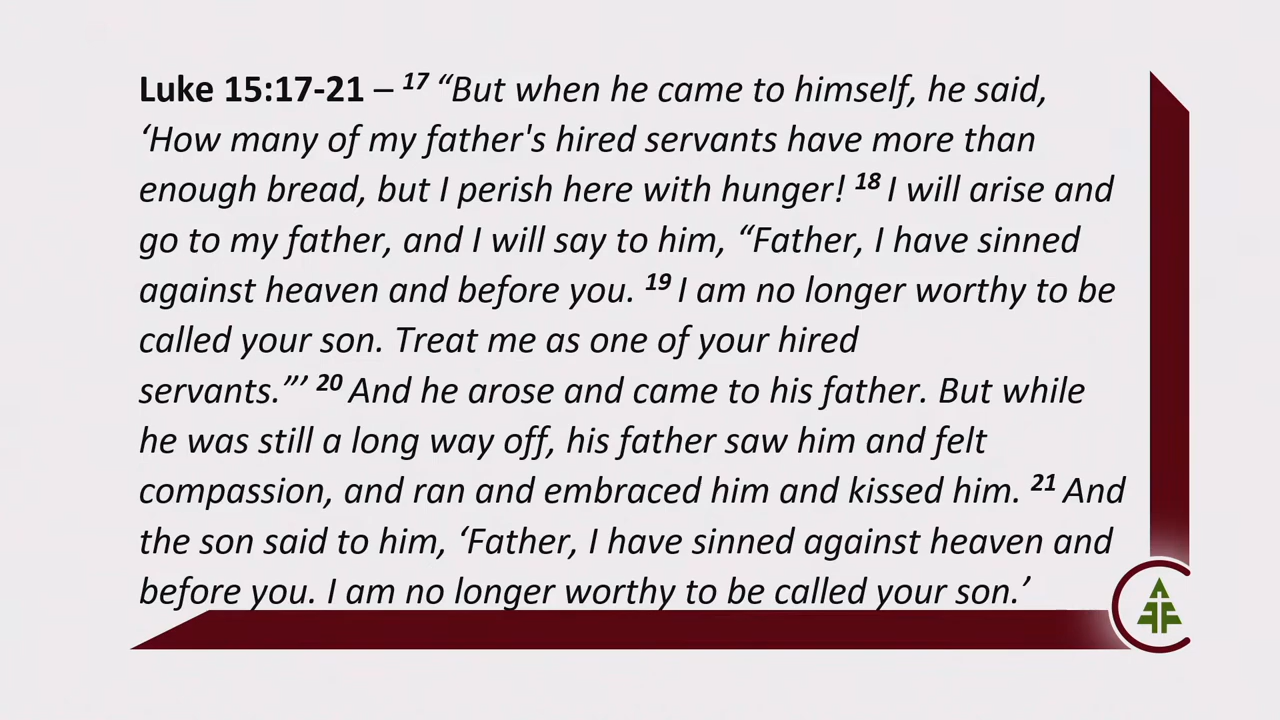 Luke 15:17-21 – 17 “But when he came to himself, he said,
‘How many of my father's hired servants have more than
enough bread, but I perish here with hunger! 18 I will arise and
go to my father, and I will say to him, “Father, I have sinned
against heaven and before you. 19 I am no longer worthy to be
called your son. Treat me as one of your hired
servants.”’ 20 And he arose and came to his father. But while
he was still a long way off, his father saw him and felt
compassion, and ran and embraced him and kissed him. 21 And
the son said to him, ‘Father, I have sinned against heaven and
before you. I am no longer worthy to be called your son.’